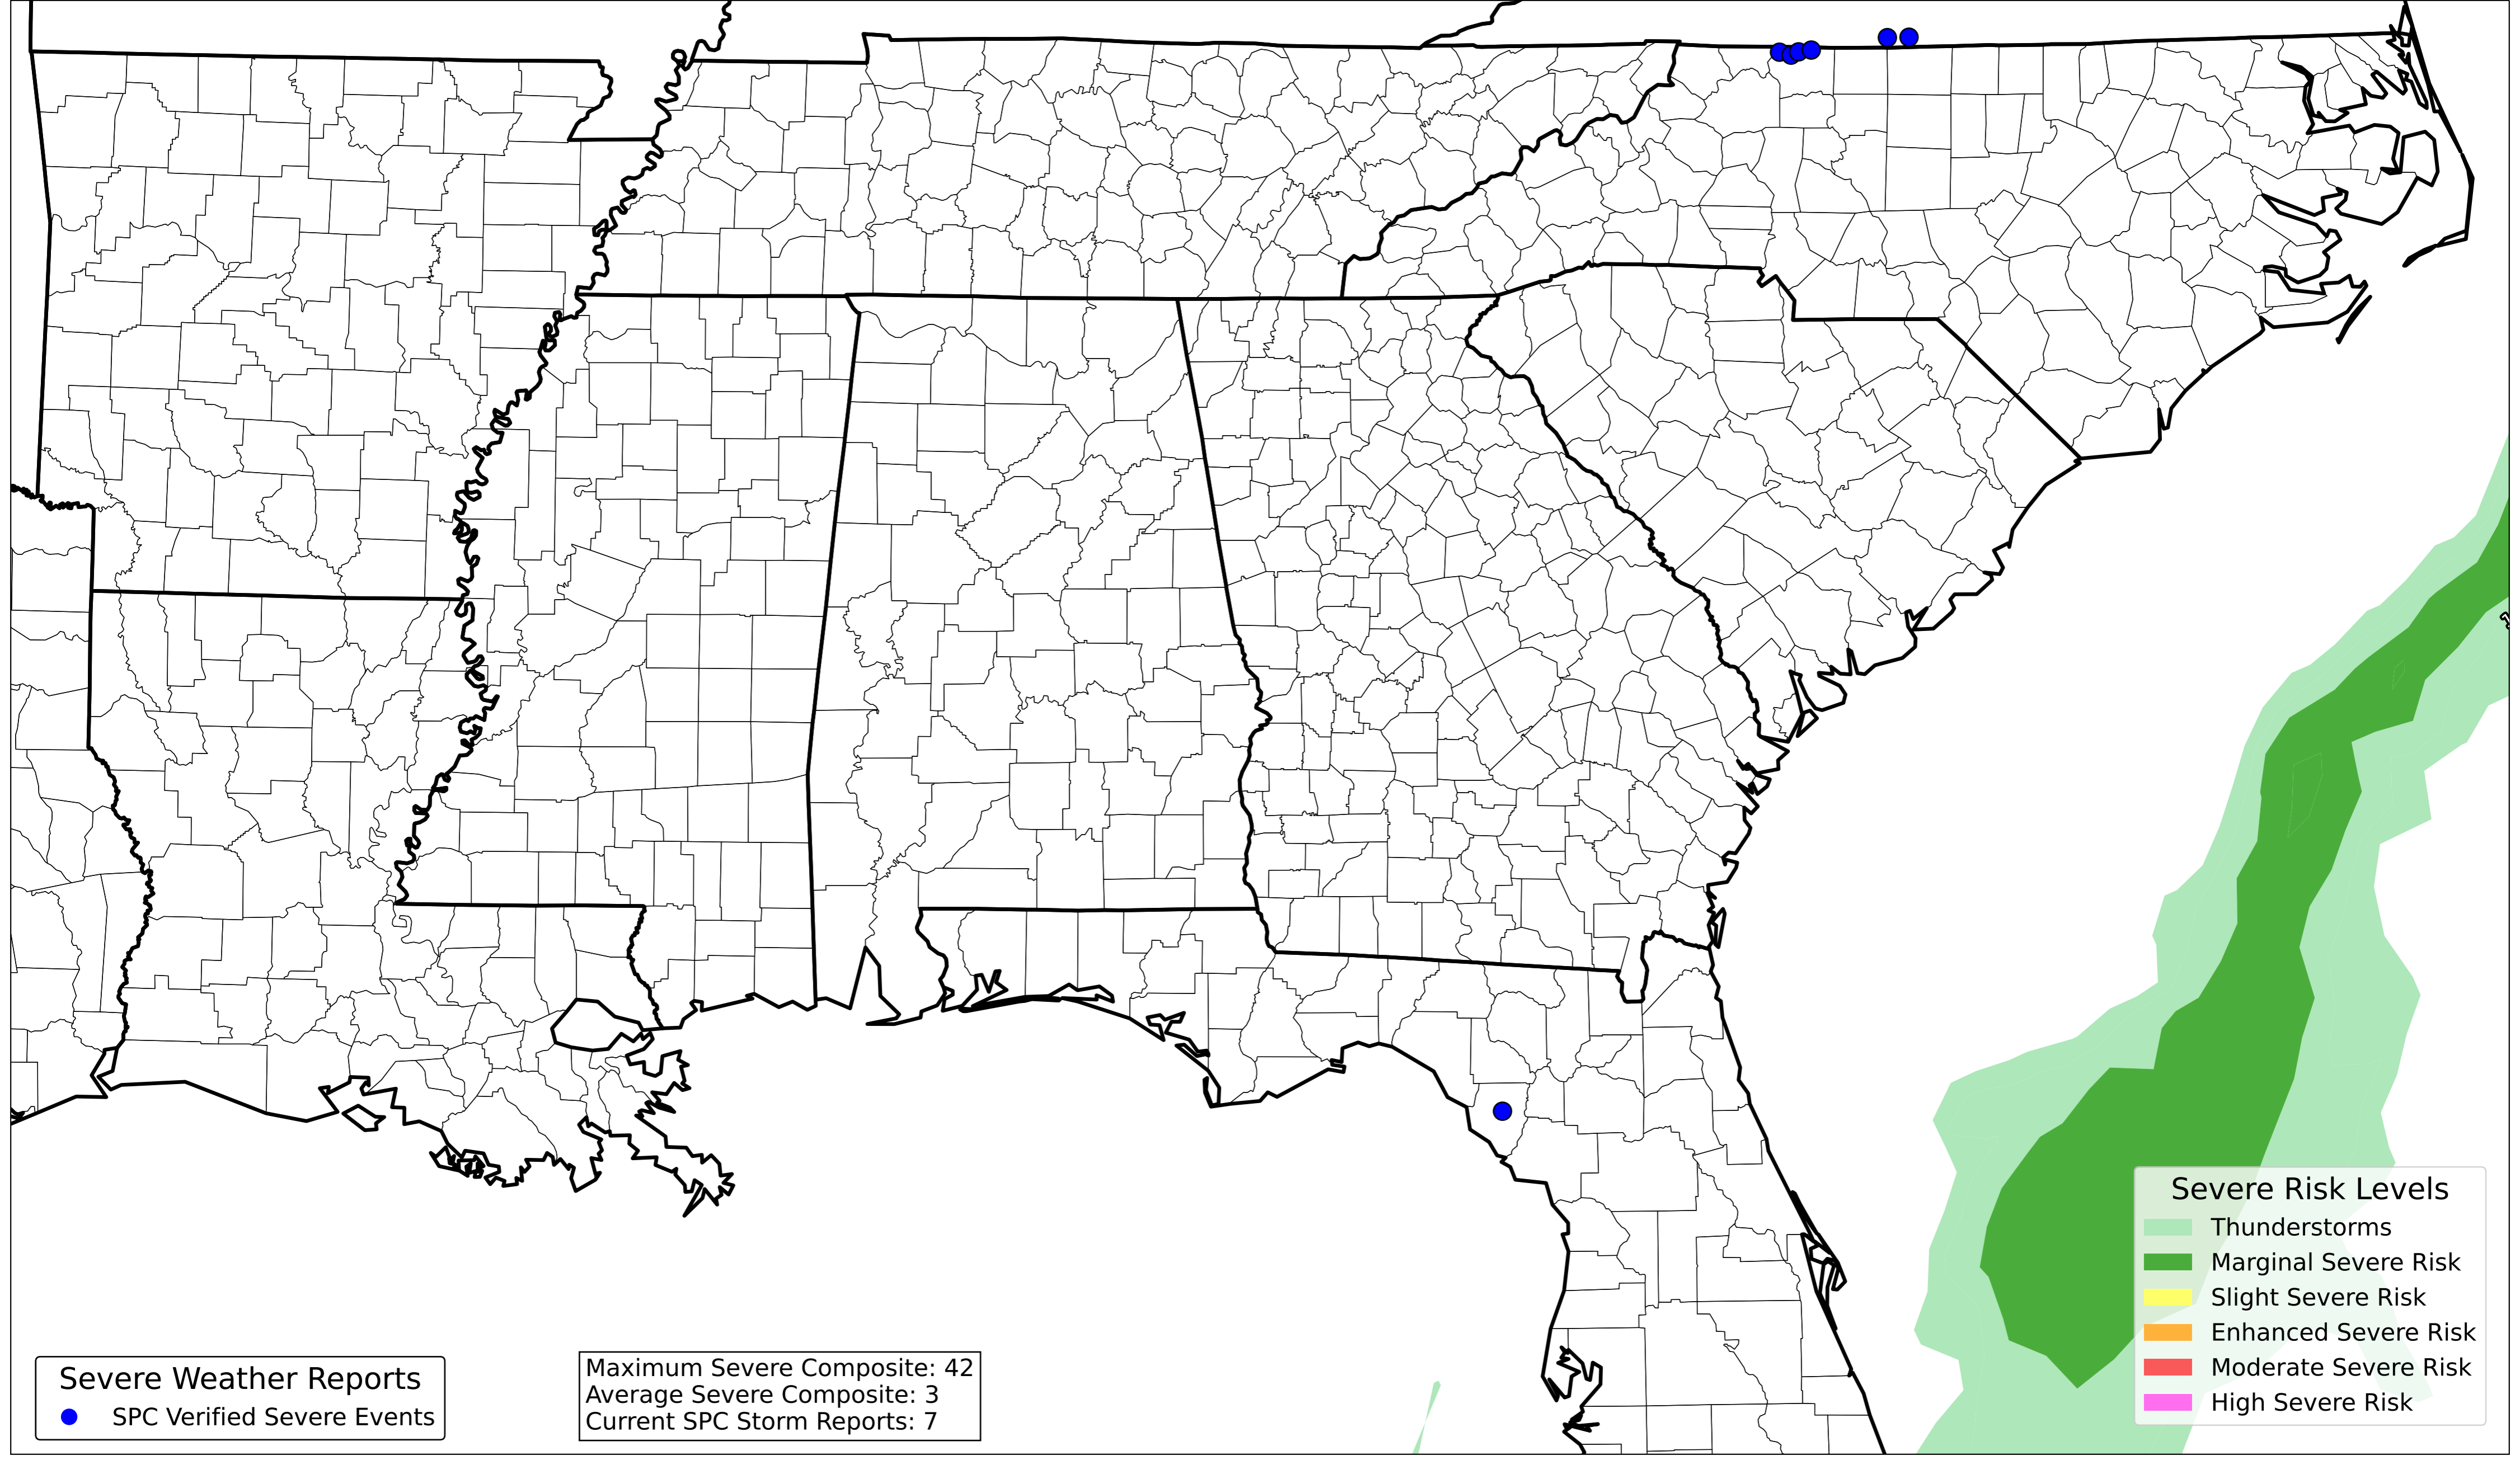 Severe Risk Levels
Thunderstorms
Marginal Severe Risk
Slight Severe Risk
Enhanced Severe Risk
Moderate Severe Risk
High Severe Risk
Severe Weather Reports
SPC Verified Severe Events
Maximum Severe Composite: 42
Average Severe Composite: 3
Current SPC Storm Reports: 7